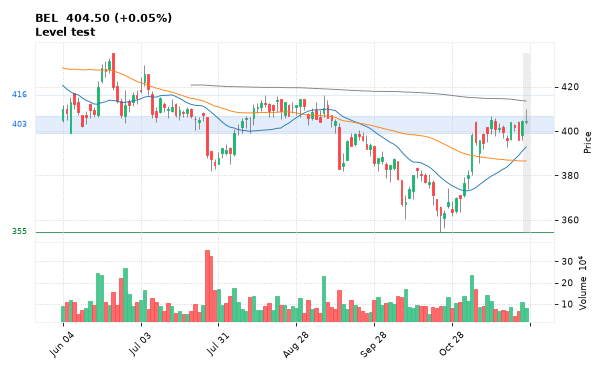 BEL 404.50 (+0.05%)
Level test
416
403
355
420
400
380
360
Price
30
20
10
Volume 10⁶
Jun 04
Jul 03
Jul 31
Aug 28
Sep 28
Oct 28